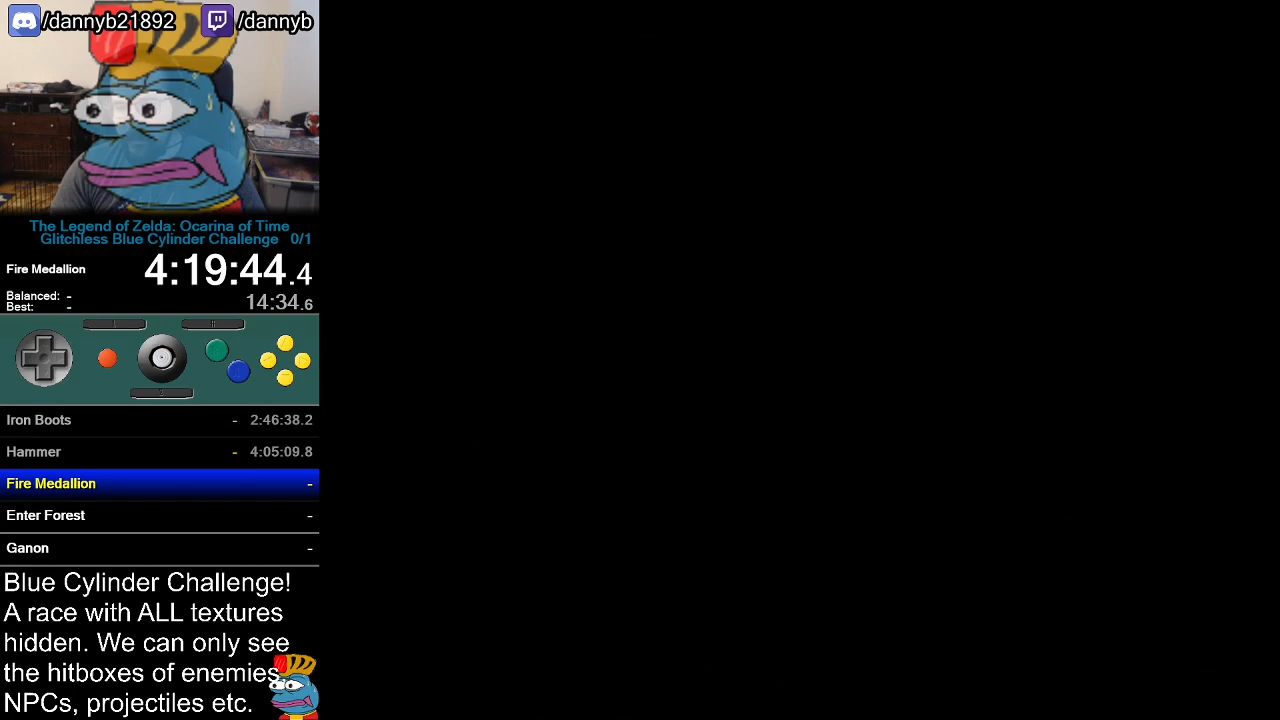 /dannyb21892 /dannyb
The Legend of Zelda: Ocarina of Time
Glitchless Blue Cylinder Challenge 0/1
Fire Medallion 4:19:44.4
Balanced: -
Best: - 14:34.6
Iron Boots - 2:46:38.2
Hammer - 4:05:09.8
Fire Medallion -
Enter Forest -
Ganon -
Blue Cylinder Challenge!
A race with ALL textures
hidden. We can only see
the hitboxes of enemies,
NPCs, projectiles etc.